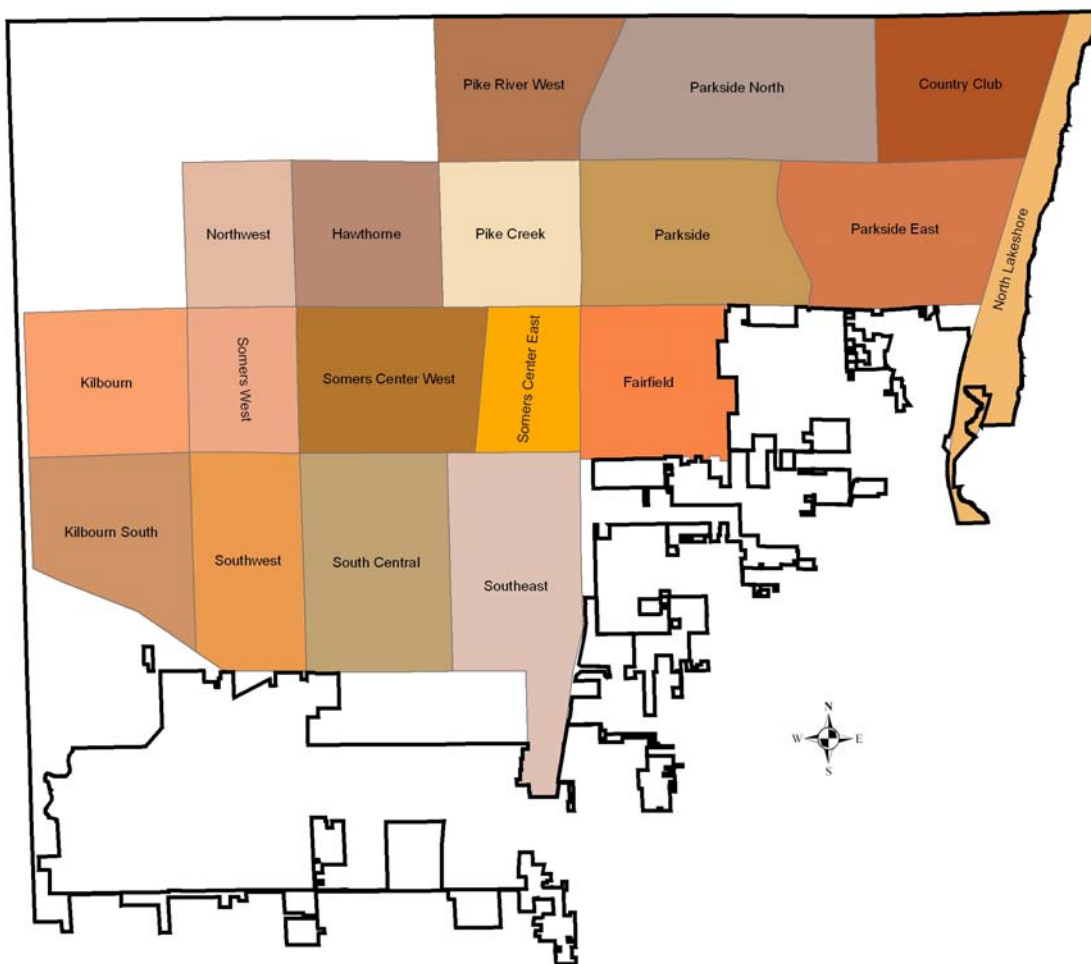 Pike River West
Parkside North
Country Club
Northwest
Hawthorne
Pike Creek
Parkside
Parkside East
North Lakeshore
Kilbourn
Somers West
Somers Center West
Somers Center East
Fairfield
Kilbourn South
Southwest
South Central
Southeast
N
W
E
S